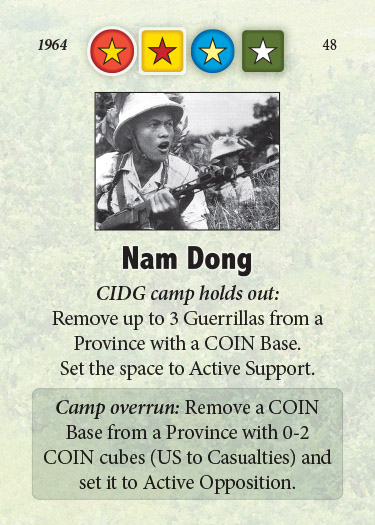 1964 48
Nam Dong
CIDG camp holds out:
Remove up to 3 Guerrillas from a
Province with a COIN Base.
Set the space to Active Support.
Camp overrun: Remove a COIN
Base from a Province with 0-2
COIN cubes (US to Casualties) and
set it to Active Opposition.